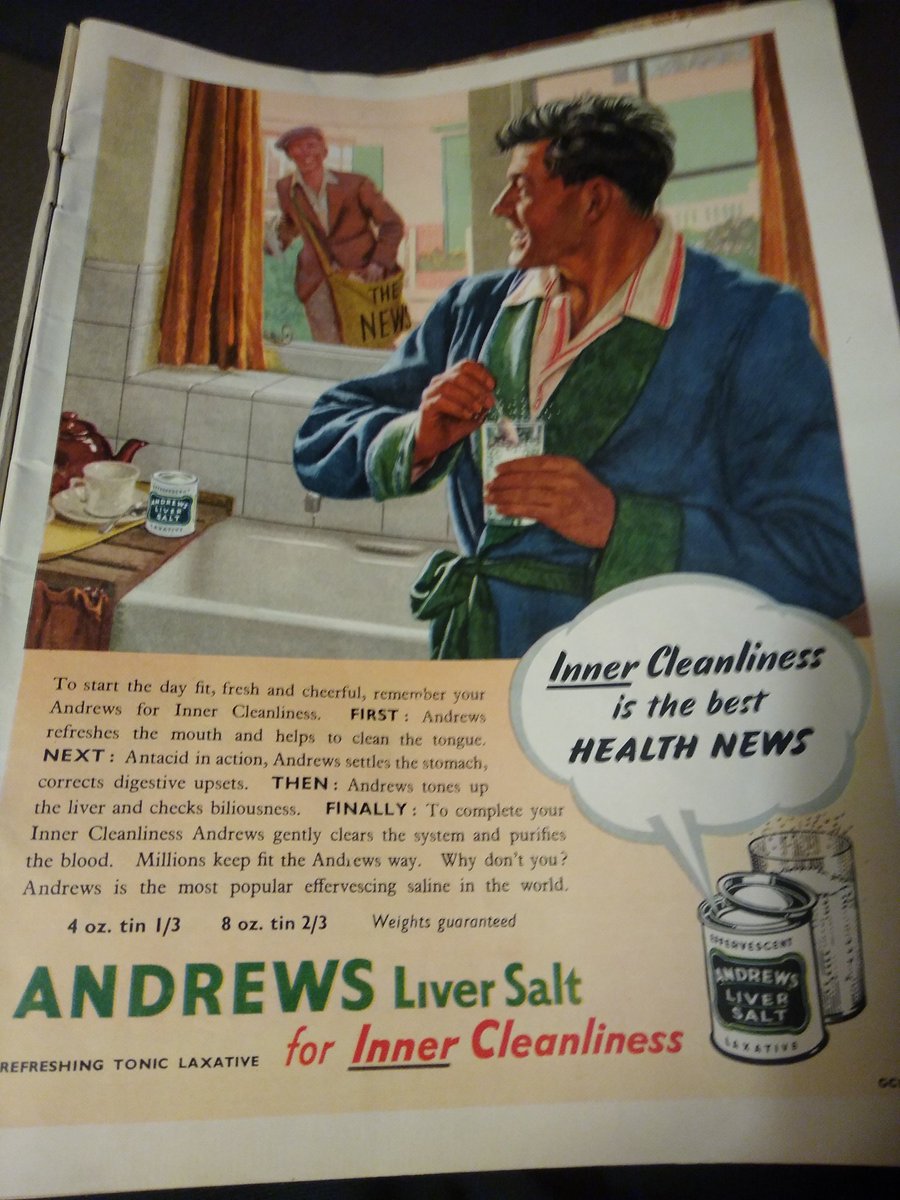 THE
NEWS
ANDREWS
LIVER
SALT
LAXATIVE
Inner Cleanliness
is the best
HEALTH NEWS
To start the day fit, fresh and cheerful, remember your
Andrews for Inner Cleanliness. FIRST: Andrews
refreshes the mouth and helps to clean the tongue.
NEXT: Antacid in action, Andrews settles the stomach,
corrects digestive upsets. THEN: Andrews tones up
the liver and checks biliousness. FINALLY: To complete your
Inner Cleanliness Andrews gently clears the system and purifies
the blood. Millions keep fit the Andrews way. Why don't you?
Andrews is the most popular effervescing saline in the world.
4 oz. tin 1/3 8 oz. tin 2/3 Weights guaranteed
EFFERVESCENT
ANDREWS
LIVER
SALT
LAXATIVE
ANDREWS Liver Salt
for Inner Cleanliness
REFRESHING TONIC LAXATIVE